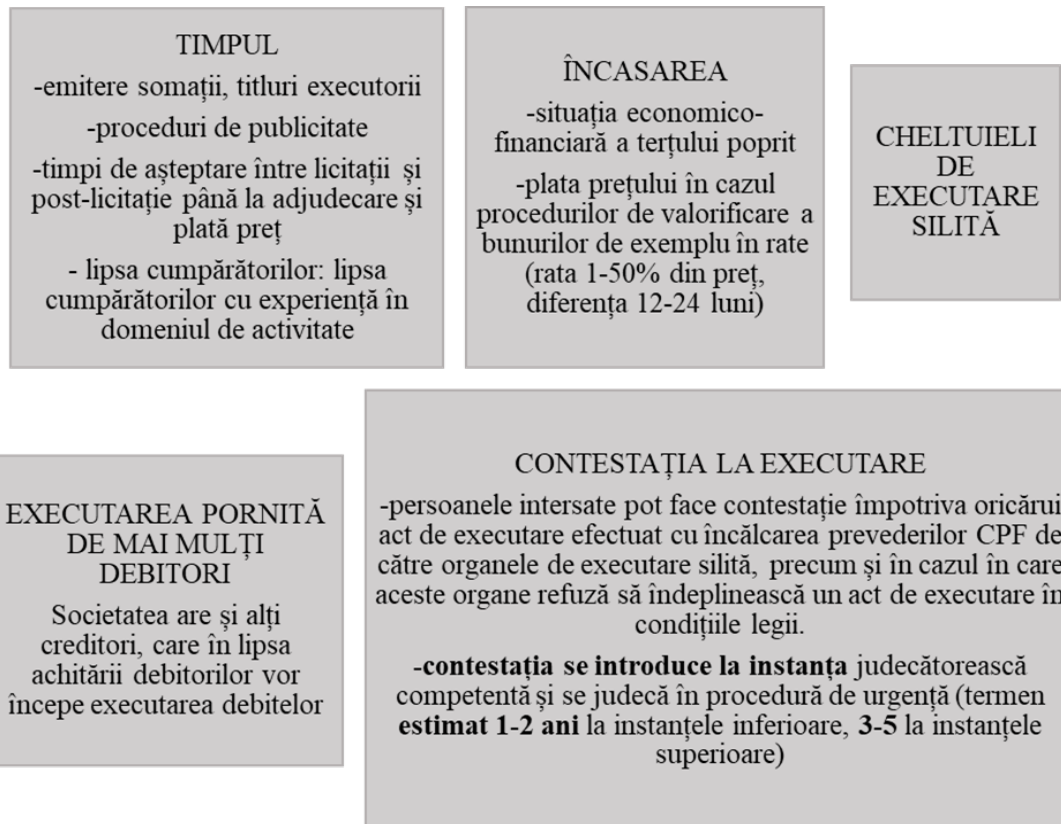 TIMPUL
-emitere somații, titluri executorii
-proceduri de publicitate
-timpi de așteptare între licitații și
post-licitație până la adjudecare și
plată preț
- lipsa cumpărătorilor: lipsa
cumpărătorilor cu experiență în
domeniul de activitate
ÎNCASAREA
-situația economico-
financiară a terțului poprit
-plata prețului în cazul
procedurilor de valorificare a
bunurilor de exemplu în rate
(rata 1-50% din preț,
diferența 12-24 luni)
CHELTUIELI
DE
EXECUTARE
SILITĂ
EXECUTAREA PORNITĂ
DE MAI MULȚI
DEBITORI
Societatea are și alți
creditori, care în lipsa
achitării debitorilor vor
începe executarea debitelor
CONTESTAȚIA LA EXECUTARE
-persoanele intersate pot face contestație împotriva oricărui
act de executare efectuat cu încălcarea prevederilor CPF de
către organele de executare silită, precum și în cazul în care
aceste organe refuză să îndeplinească un act de executare în
condițiile legii.
-contestația se introduce la instanța judecătorească
competentă și se judecă în procedură de urgență (termen
estimat 1-2 ani la instanțele inferioare, 3-5 la instanțele
superioare)